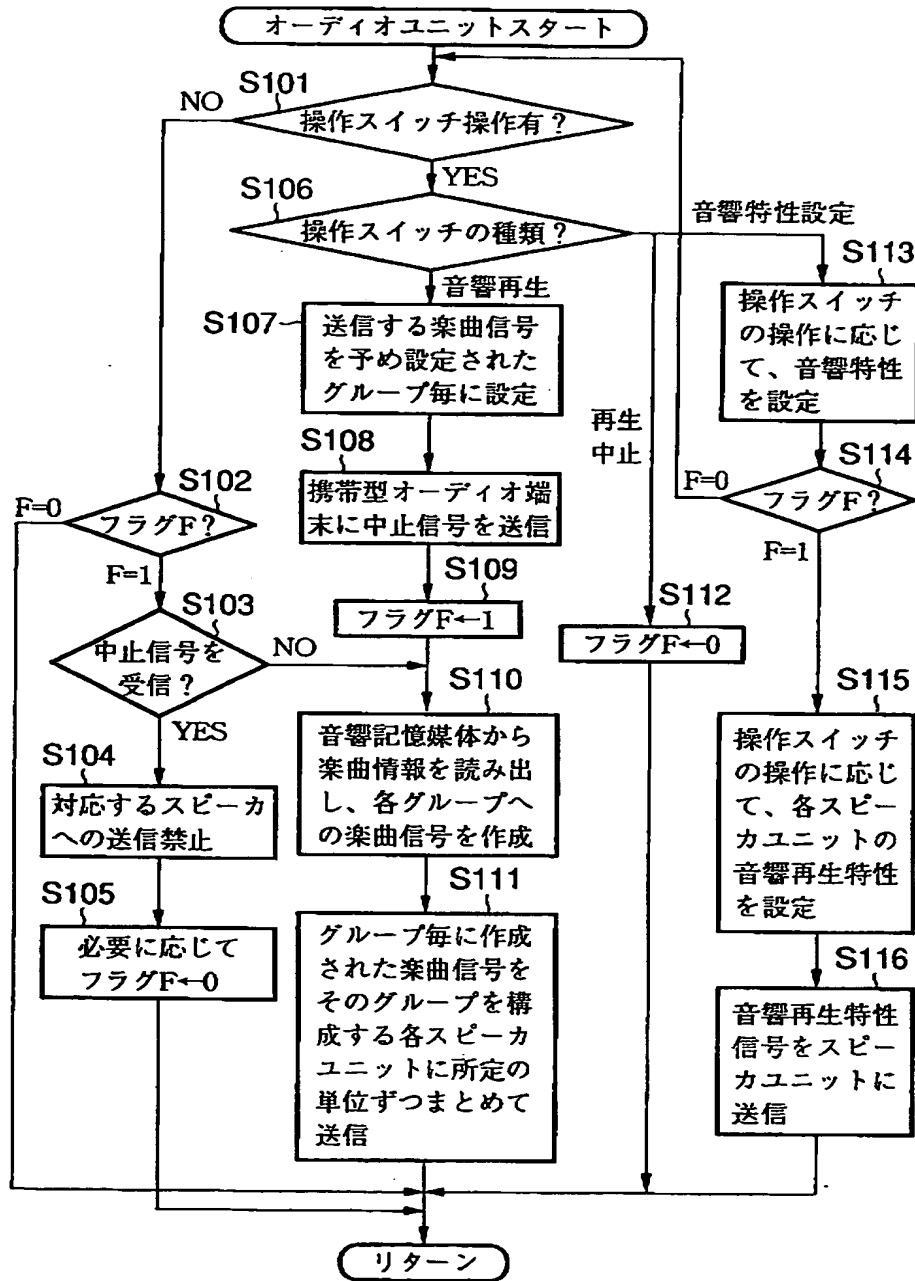 オーディオユニットスタート
S101
NO
操作スイッチ操作有？
YES
S106
操作スイッチの種類？
音響特性設定
音響再生
S107
送信する楽曲信号
を予め設定された
グループ毎に設定
再生
中止
S113
操作スイッチ
の操作に応じ
て、音響特性
を設定
S108
携帯型オーディオ端
末に中止信号を送信
S114
F=0
フラグF？
F=1
S102
F=0
フラグF？
F=1
S109
フラグF←1
S112
フラグF←0
S103
中止信号を
受信？
NO
YES
S110
音響記憶媒体から
楽曲情報を読み出
し、各グループへ
の楽曲信号を作成
S115
操作スイッチ
の操作に応じ
て、各スピー
カユニットの
音響再生特性
を設定
S104
対応するスピーカ
への送信禁止
S105
必要に応じて
フラグF←0
S111
グループ毎に作成
された楽曲信号を
そのグループを構
成する各スピーカ
ユニットに所定の
単位ずつまとめて
送信
S116
音響再生特性
信号をスピー
カユニットに
送信
リターン